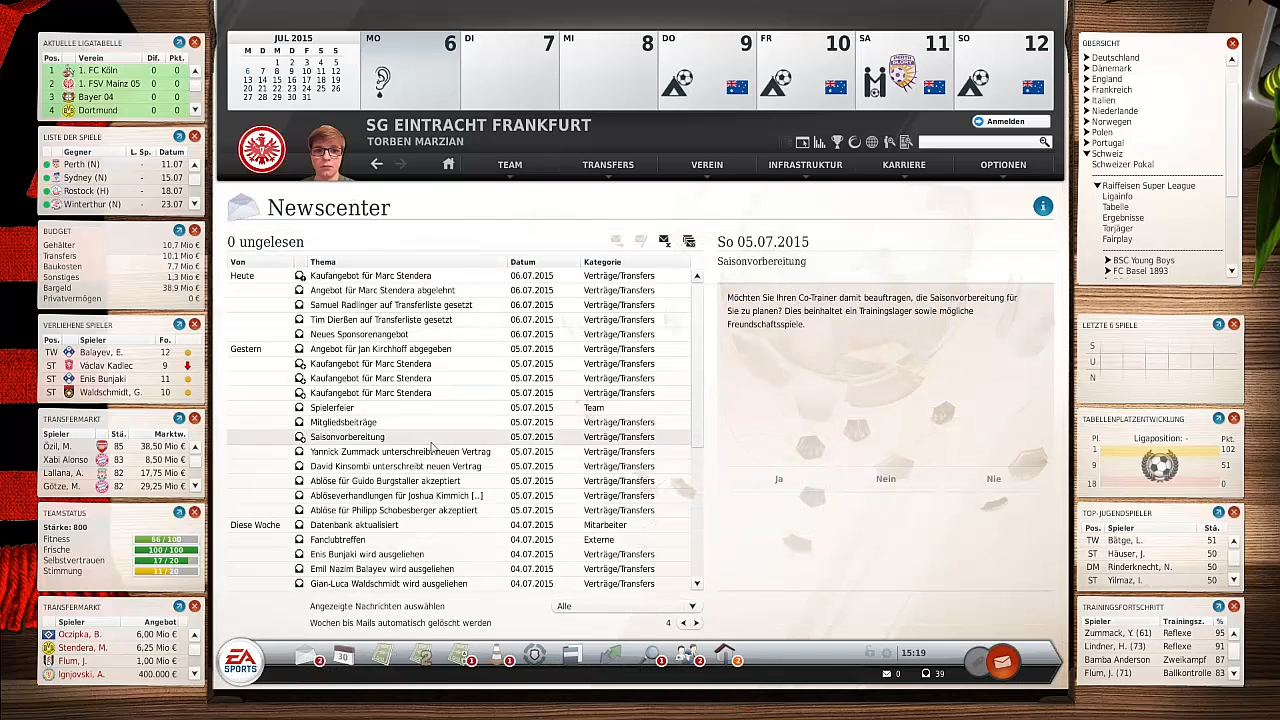 AKTUELLE LIGATABELLE
Pos. Verein Dif. Pkt.
1 1. FC Köln 0 0
2 1. FSV Mainz 05 0 0
3 Bayer 04 0 0
4 Dortmund 0 0
LISTE DER SPIELE
Gegner L. Sp. Datum
Perth (N) - 11.07
Sydney (N) - 15.07
Rostock (H) - 18.07
Winterthur (N) - 23.07
BUDGET
Gehälter 10,7 Mio €
Transfers 10,1 Mio €
Baukosten 7,7 Mio €
Sonstiges 1,3 Mio €
Bargeld 38,9 Mio €
Privatvermögen 0 €
VERLIEHENE SPIELER
Pos. Spieler Fo.
TW Balayev, E. 12
ST Václav Kadlec 9
ST Enis Bunjaki 11
ST Waldschmidt, G. 10
TRANSFERMARKT
Spieler Stä. Marktw.
Özil, M. 85 38,50 Mio €
Xabi Alonso 83 8,50 Mio €
Lallana, A. 82 17,75 Mio €
Götze, M. 82 29,25 Mio €
TEAMSTATUS
Stärke: 800
Fitness 66 / 100
Frische 100 / 100
Selbstvertrauen 17 / 20
Stimmung 11 / 20
TRANSFERMARKT
Spieler Angebot
Oczipka, B. 6,00 Mio €
Stendera, M. 6,25 Mio €
Flum, J. 1,00 Mio €
Ignjovski, A. 400.000 €
JUL 2015
M D M D F S S
1 2 3 4 5
6 7 8 9 10 11 12
13 14 15 16 17 18 19
20 21 22 23 24 25 26
27 28 29 30 31
MO 6
DI 7
MI 8
DO 9
FR 10
SA 11
SO 12
SG EINTRACHT FRANKFURT
TORBEN MARZIAN
Anmelden
TEAM TRANSFERS VEREIN INFRASTRUKTUR KARRIERE OPTIONEN
Newscenter
0 ungelesen
Von Thema Datum Kategorie
Heute Kaufangebot für Marc Stendera 06.07.2015 Verträge/Transfers
Angebot für Marc Stendera abgelehnt 06.07.2015 Verträge/Transfers
Samuel Radlinger auf Transferliste gesetzt 06.07.2015 Verträge/Transfers
Tim Dierßen auf Transferliste gesetzt 06.07.2015 Verträge/Transfers
Neues Sponsorenangebot 06.07.2015 Verträge/Transfers
Gestern Angebot für Jan Kirchhoff abgegeben 05.07.2015 Verträge/Transfers
Kaufangebot für Marc Stendera 05.07.2015 Verträge/Transfers
Kaufangebot für Marc Stendera 05.07.2015 Verträge/Transfers
Kaufangebot für Marc Stendera 05.07.2015 Verträge/Transfers
Spielerfeier 05.07.2015 Team
Mitgliedsbeiträge 05.07.2015 Verträge/Transfers
Saisonvorbereitung 05.07.2015 Verträge/Transfers
Yannick Zummack unterschreibt neuen Vertrag 05.07.2015 Verträge/Transfers
David Kinsombi unterschreibt neuen Vertrag 05.07.2015 Verträge/Transfers
Ablöse für Guido Burgstaller akzeptiert 05.07.2015 Verträge/Transfers
Ablöseverhandlungen für Joshua Kimmich [..] 05.07.2015 Verträge/Transfers
Ablöse für Philipp Schobesberger akzeptiert 05.07.2015 Verträge/Transfers
Diese Woche Datenbank aktualisiert 04.07.2015 Mitarbeiter
Fanclubtreffen 04.07.2015 Szene
Enis Bunjaki wird ausgeliehen 04.07.2015 Verträge/Transfers
Emil Nazim Balayev wird ausgeliehen 04.07.2015 Verträge/Transfers
Gian-Luca Waldschmidt wird ausgeliehen 04.07.2015 Verträge/Transfers
Angezeigte Nachrichten auswählen Alle
Wochen bis Mails automatisch gelöscht werden 4
So 05.07.2015
Saisonvorbereitung
Möchten Sie Ihren Co-Trainer damit beauftragen, die Saisonvorbereitung für
Sie zu planen? Dies beinhaltet ein Trainingslager sowie mögliche
Freundschaftsspiele.
Ja Nein Nie
EA SPORTS
2 30 1 1 1 2 2
15:19
0 39
ÜBERSICHT
Deutschland
Dänemark
England
Frankreich
Italien
Niederlande
Norwegen
Polen
Portugal
Schweiz
Schweizer Pokal
Raiffeisen Super League
Ligainfo
Tabelle
Ergebnisse
Torjäger
Fairplay
BSC Young Boys
FC Basel 1893
LETZTE 6 SPIELE
S
U
N
TABELLENPLATZENTWICKLUNG
Pl. Ligaposition: - Pkt.
1 102
9 51
18 0
TOP-JUGENDSPIELER
Pos. Spieler Stä.
TW Bätge, L. 51
ST Häuser, J. 50
DM Rinderknecht, N. 50
ST Yilmaz, I. 50
TRAININGSFORTSCHRITT
Spieler Trainingsz. %
Zummack, Y. (61) Reflexe 95
Lindner, H. (73) Reflexe 91
Bamba Anderson Zweikampf 87
Flum, J. (71) Ballkontrolle 83